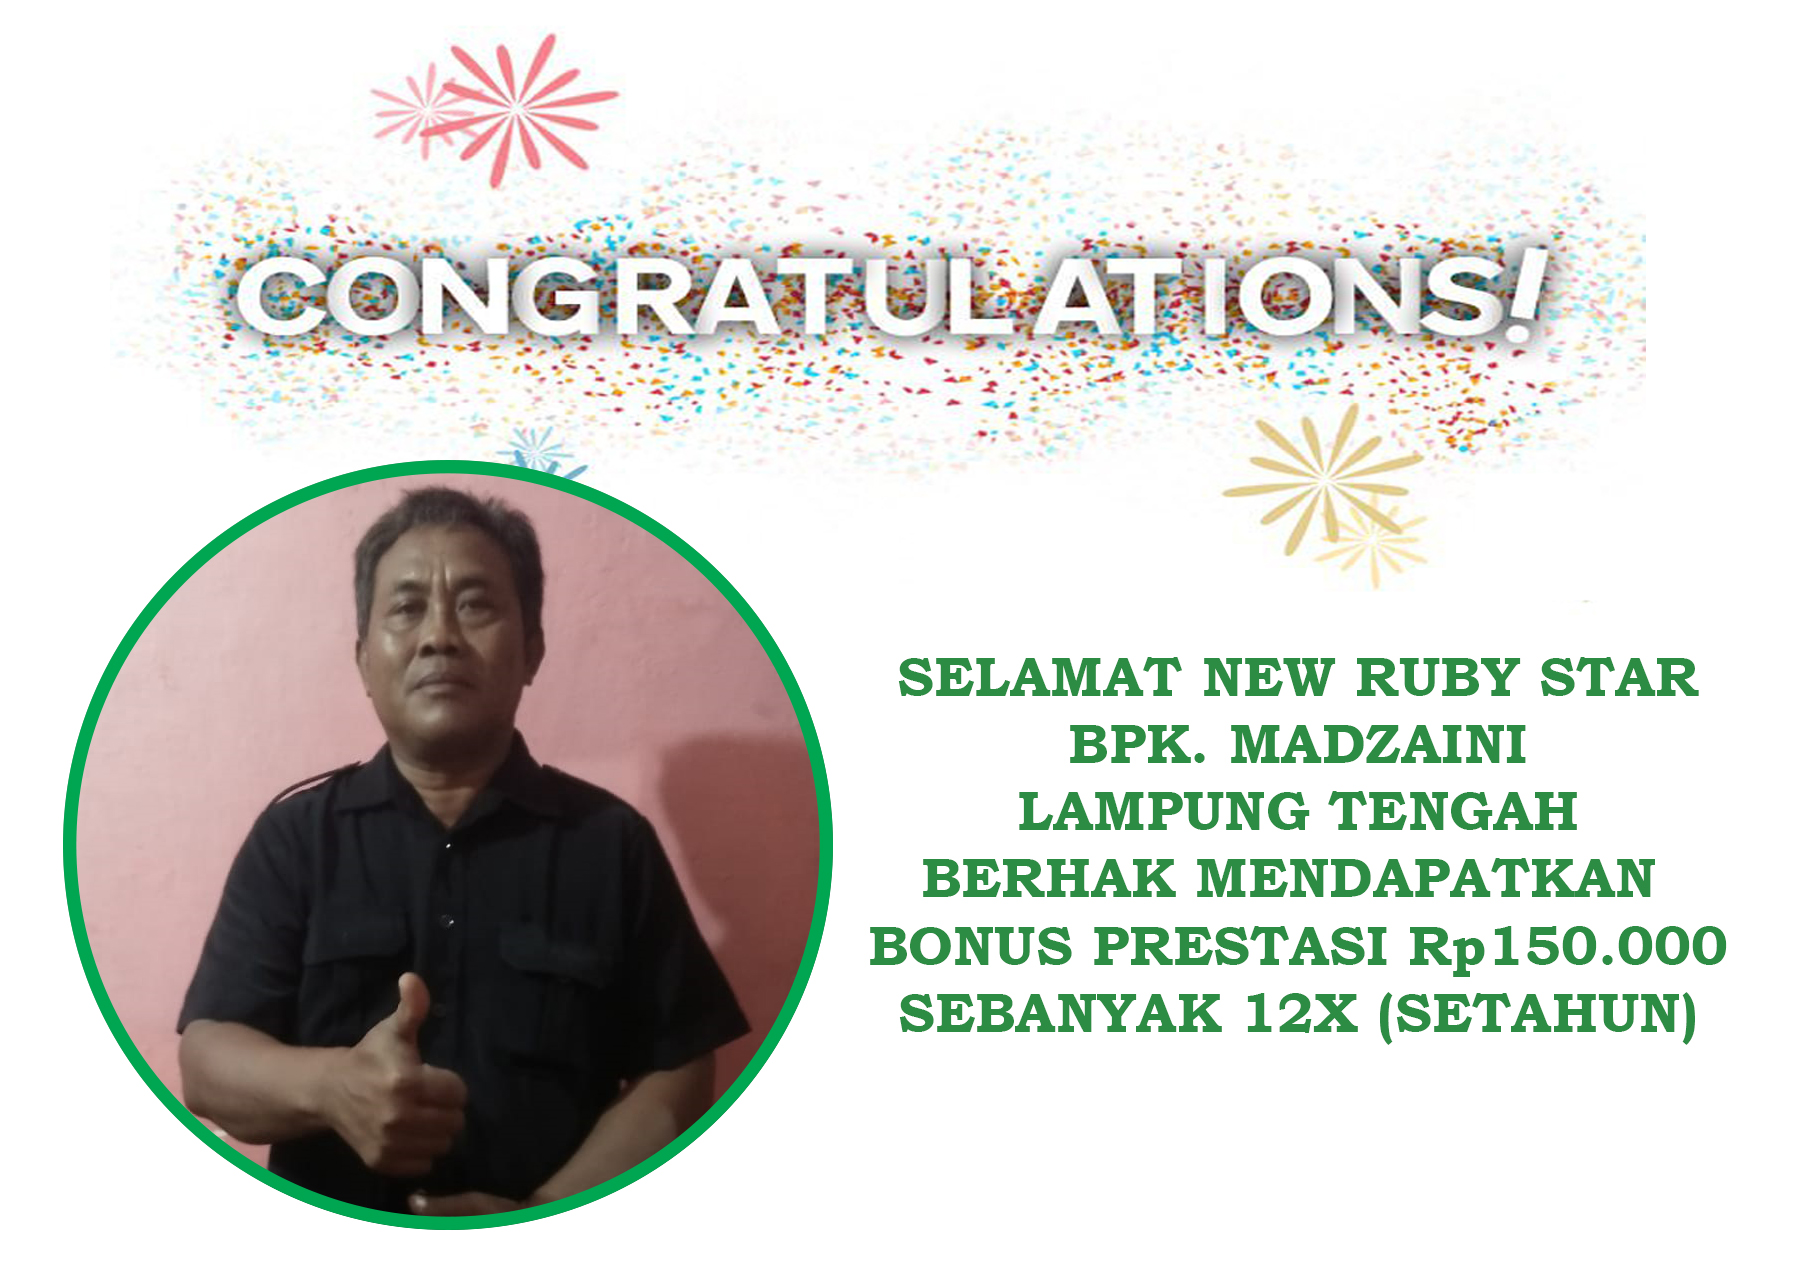 CONGRATULATIONS!
SELAMAT NEW RUBY STAR
BPK. MADZAINI
LAMPUNG TENGAH
BERHAK MENDAPATKAN
BONUS PRESTASI Rp150.000
SEBANYAK 12X (SETAHUN)